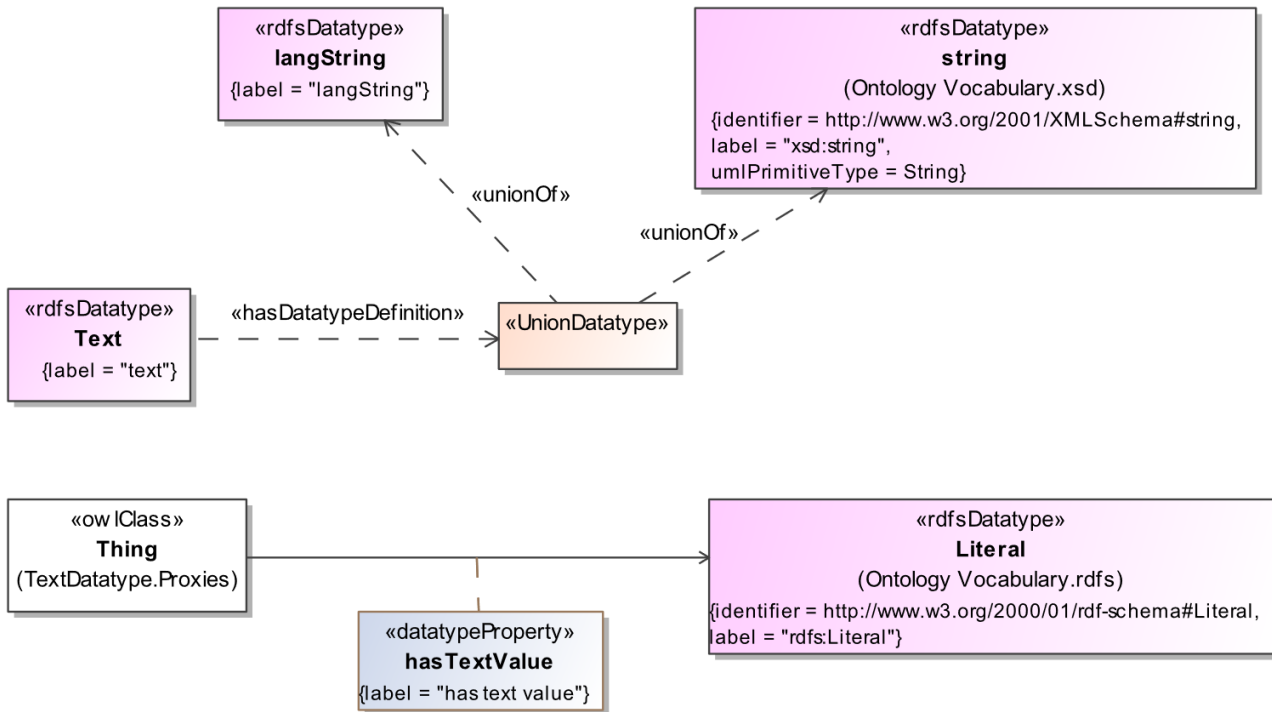 «rdfsDatatype»
langString
{label = "langString"}
«rdfsDatatype»
string
(Ontology Vocabulary.xsd)
{identifier = http://www.w3.org/2001/XMLSchema#string,
label = "xsd:string",
umlPrimitiveType = String}
«unionOf»
«unionOf»
«rdfsDatatype»
Text
{label = "text"}
«hasDatatypeDefinition»
«UnionDatatype»
«owlClass»
Thing
(TextDatatype.Proxies)
«rdfsDatatype»
Literal
(Ontology Vocabulary.rdfs)
{identifier = http://www.w3.org/2000/01/rdf-schema#Literal,
label = "rdfs:Literal"}
«datatypeProperty»
hasTextValue
{label = "has text value"}